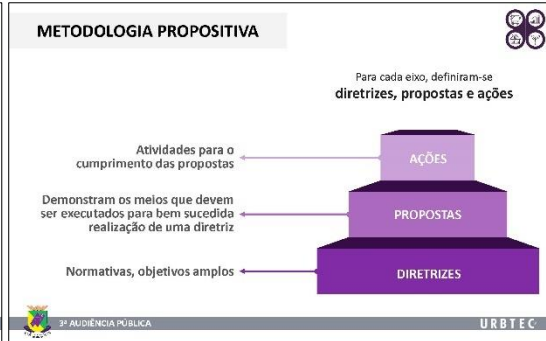 METODOLOGIA PROPOSITIVA
Para cada eixo, definiram-se
diretrizes, propostas e ações
Atividades para o
cumprimento das propostas
AÇÕES
Demonstram os meios que devem
ser executados para bem sucedida
realização de uma diretriz
PROPOSTAS
Normativas, objetivos amplos
DIRETRIZES
3ª AUDIÊNCIA PÚBLICA
URBTEC